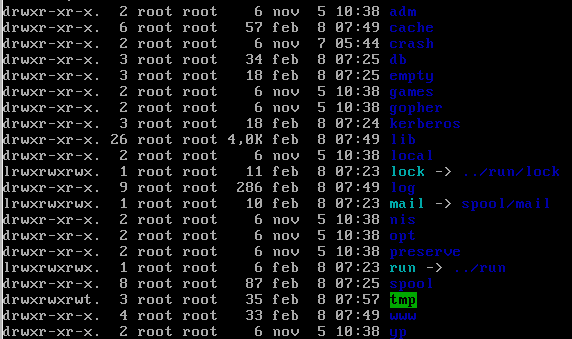 drwxr-xr-x.  2 root root    6 nov  5 10:38 adm
drwxr-xr-x.  6 root root   57 feb  8 07:49 cache
drwxr-xr-x.  2 root root    6 nov  7 05:44 crash
drwxr-xr-x.  3 root root   34 feb  8 07:25 db
drwxr-xr-x.  3 root root   18 feb  8 07:25 empty
drwxr-xr-x.  2 root root    6 nov  5 10:38 games
drwxr-xr-x.  2 root root    6 nov  5 10:38 gopher
drwxr-xr-x.  3 root root   18 feb  8 07:24 kerberos
drwxr-xr-x. 26 root root 4,0K feb  8 07:49 lib
drwxr-xr-x.  2 root root    6 nov  5 10:38 local
lrwxrwxrwx.  1 root root   11 feb  8 07:23 lock -> ../run/lock
drwxr-xr-x.  9 root root  286 feb  8 07:49 log
lrwxrwxrwx.  1 root root   10 feb  8 07:23 mail -> spool/mail
drwxr-xr-x.  2 root root    6 nov  5 10:38 nis
drwxr-xr-x.  2 root root    6 nov  5 10:38 opt
drwxr-xr-x.  2 root root    6 nov  5 10:38 preserve
lrwxrwxrwx.  1 root root    6 feb  8 07:23 run -> ../run
drwxr-xr-x.  8 root root   87 feb  8 07:25 spool
drwxrwxrwt.  3 root root   35 feb  8 07:57 tmp
drwxr-xr-x.  4 root root   33 feb  8 07:49 www
drwxr-xr-x.  2 root root    6 nov  5 10:38 yp